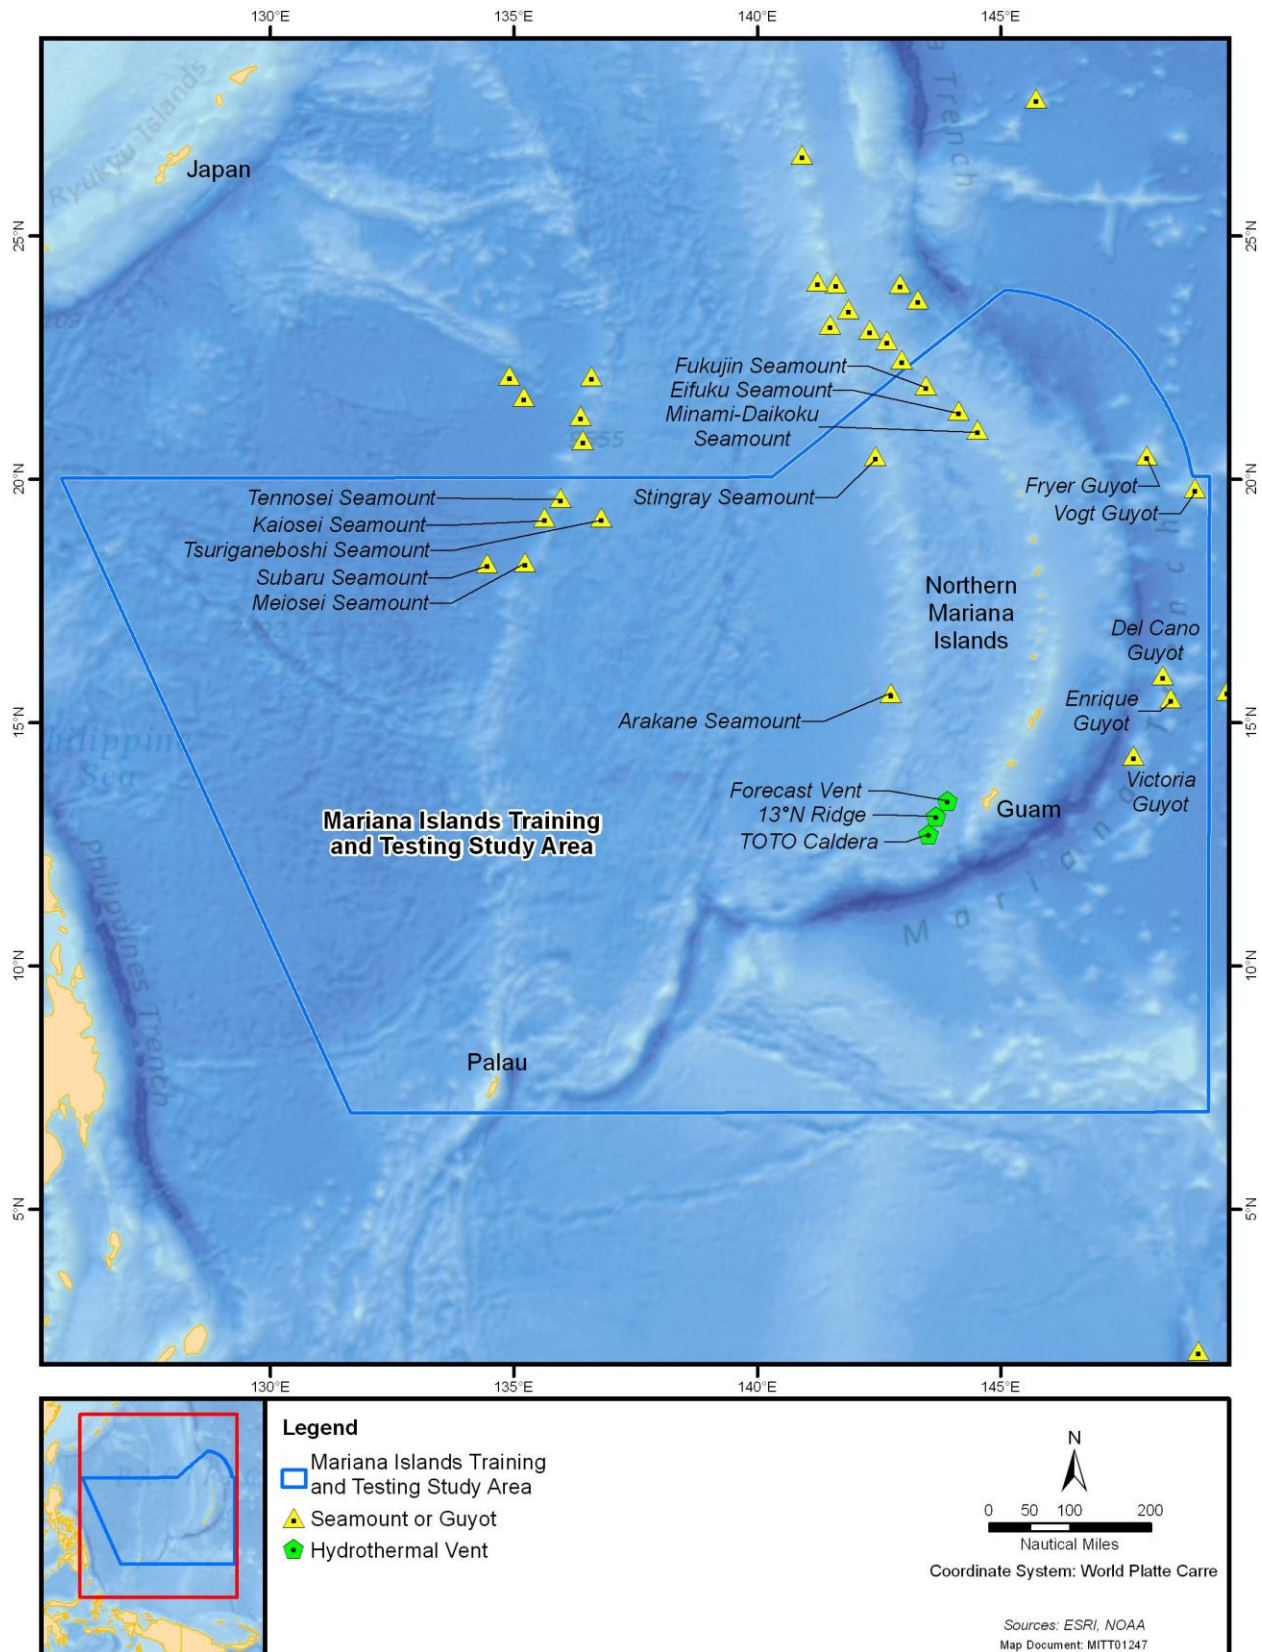 130°E 135°E 140°E 145°E
Trench
Ryukyu Islands
Japan
25°N 25°N
Fukujin Seamount
Eifuku Seamount
Minami-Daikoku
Seamount
20°N 20°N
Tennosei Seamount
Stingray Seamount
Fryer Guyot
Vogt Guyot
Kaiosei Seamount
Tsuriganeboshi Seamount
Subaru Seamount
Meiosei Seamount
Northern
Mariana
Islands
Del Cano
Guyot
Enrique
Guyot
Arakane Seamount
15°N 15°N
Philippine
Sea
Victoria
Guyot
Forecast Vent
13°N Ridge
TOTO Caldera
Guam
Mariana Islands Training
and Testing Study Area
Philippines Trench
Mariana Trench
10°N 10°N
Palau
5°N 5°N
130°E 135°E 140°E 145°E
Legend
Mariana Islands Training
and Testing Study Area
Seamount or Guyot
Hydrothermal Vent
N
0 50 100 200
Nautical Miles
Coordinate System: World Platte Carre
Sources: ESRI, NOAA
Map Document: MITT01247